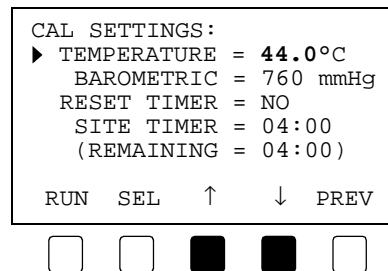 CAL SETTINGS:
▶ TEMPERATURE = 44.0°C
BAROMETRIC = 760 mmHg
RESET TIMER = NO
SITE TIMER = 04:00
(REMAINING = 04:00)
RUN SEL ↑ ↓ PREV